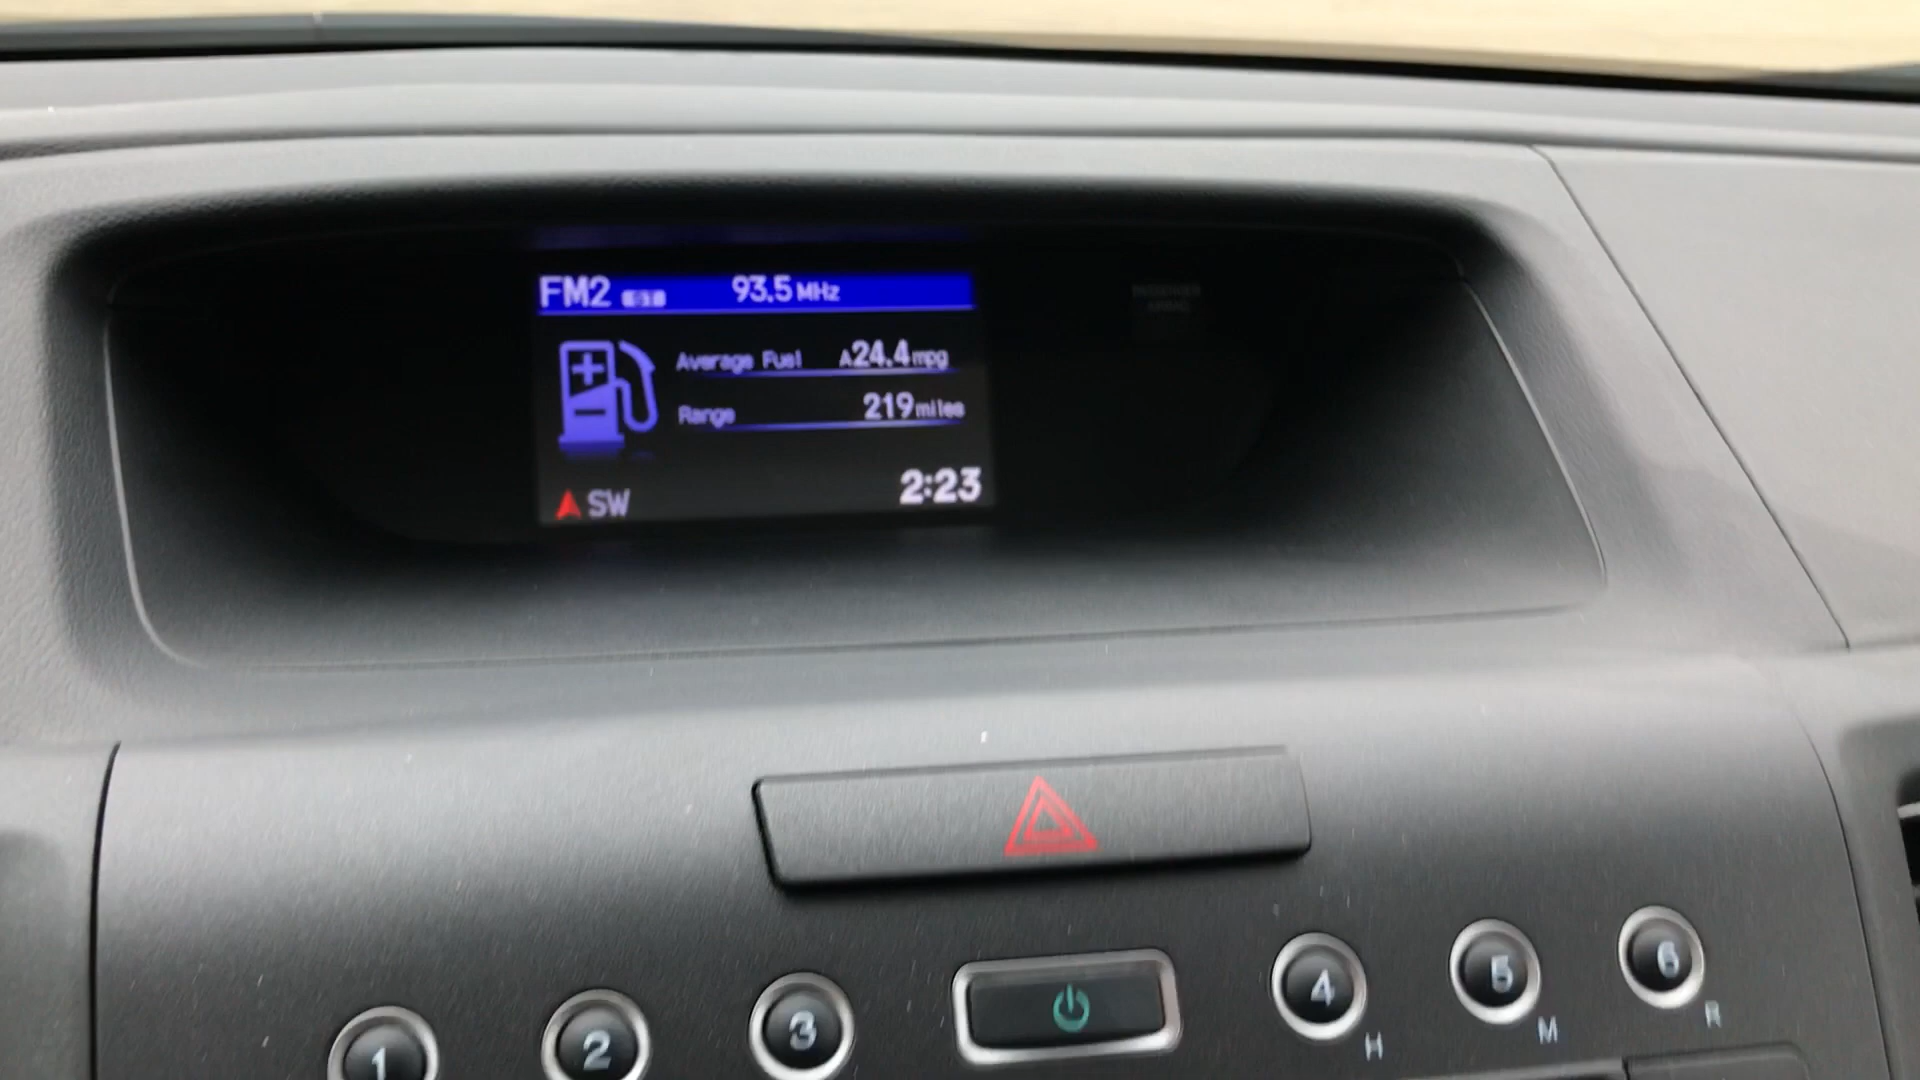 FM2 ST 93.5 MHz
Average Fuel A24.4mpg
Range 219miles
SW 2:23
1 2 3 4 5 6
H M R